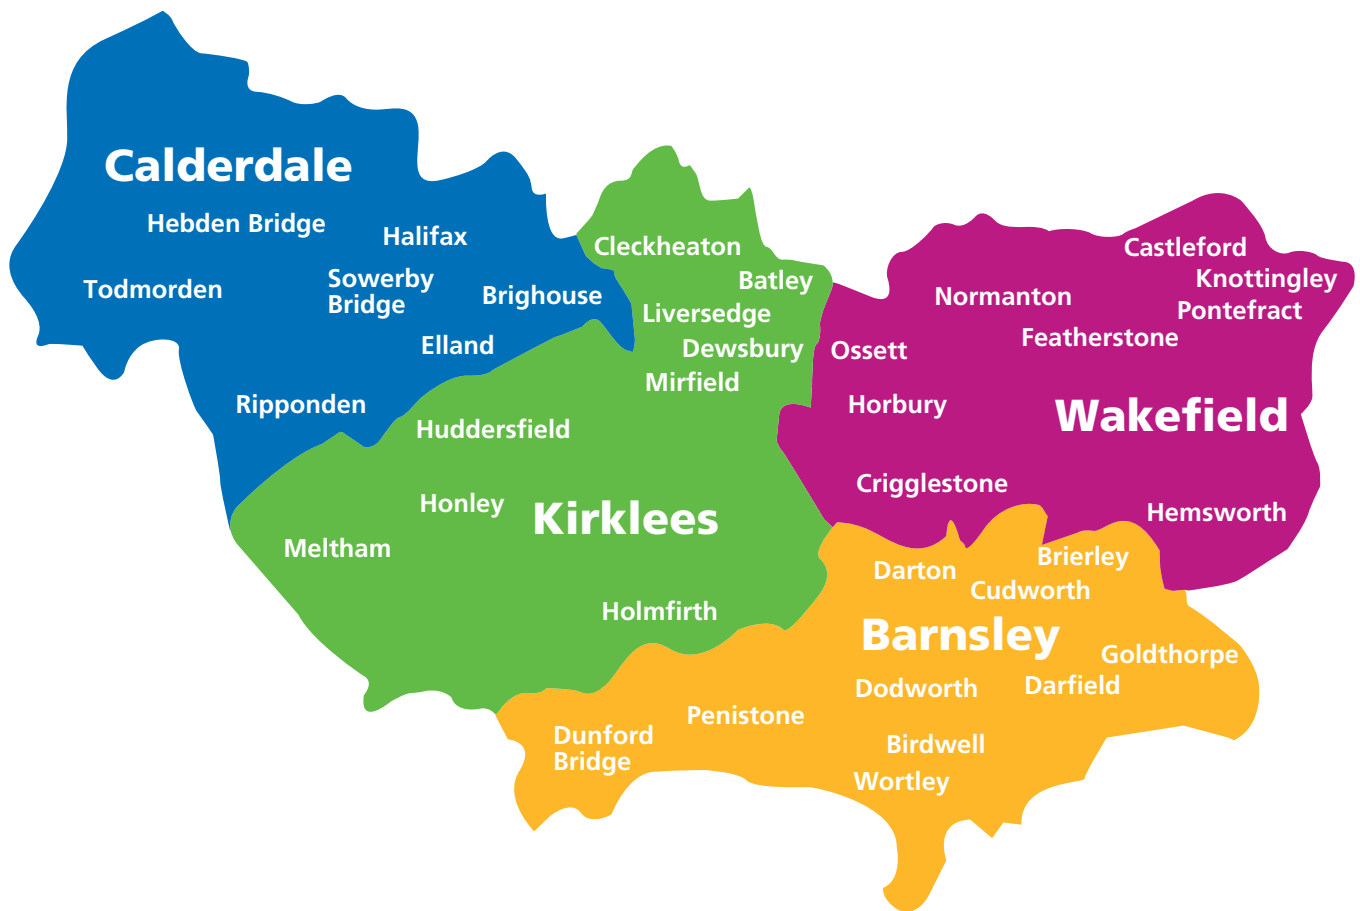 Calderdale
Hebden Bridge
Halifax
Todmorden
Sowerby
Bridge
Brighouse
Elland
Ripponden
Cleckheaton
Batley
Liversedge
Dewsbury
Mirfield
Huddersfield
Honley
Kirklees
Meltham
Holmfirth
Castleford
Knottingley
Normanton
Pontefract
Featherstone
Ossett
Horbury
Wakefield
Crigglestone
Hemsworth
Brierley
Darton
Cudworth
Barnsley
Goldthorpe
Dodworth
Darfield
Penistone
Dunford
Bridge
Birdwell
Wortley